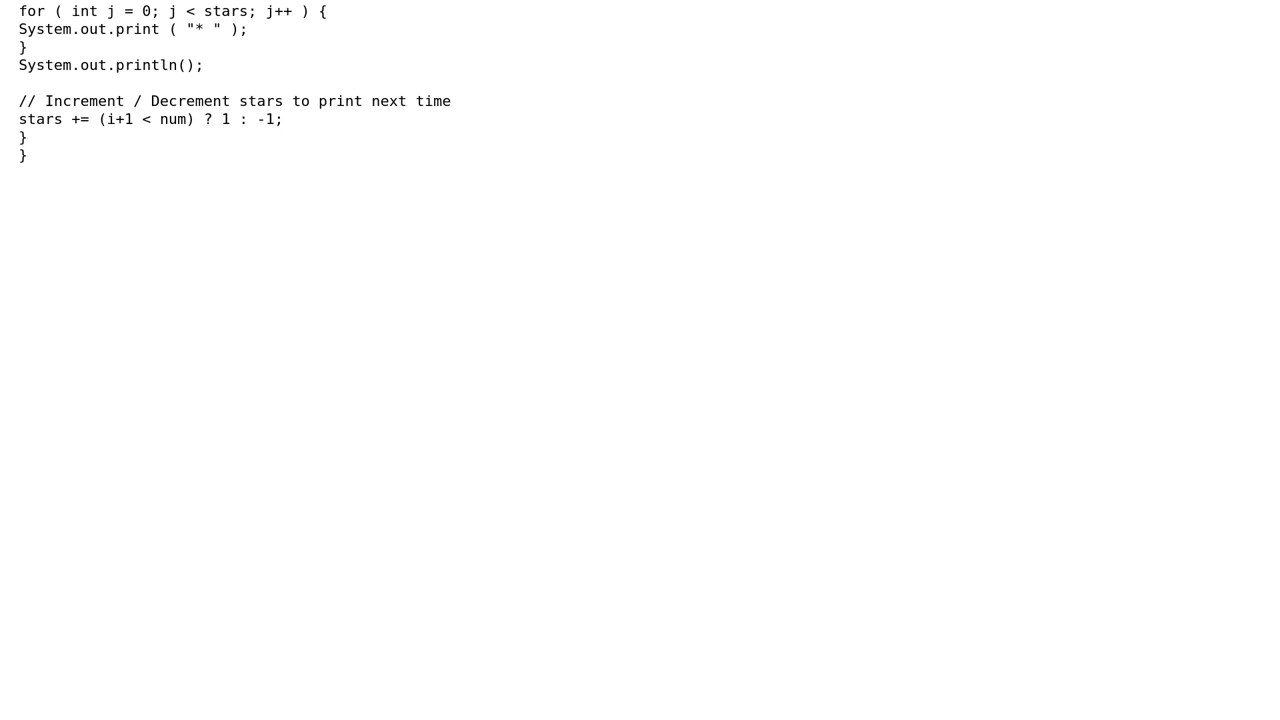 for ( int j = 0; j < stars; j++ ) {
System.out.print ( "* " );
}
System.out.println();

// Increment / Decrement stars to print next time
stars += (i+1 < num) ? 1 : -1;
}
}